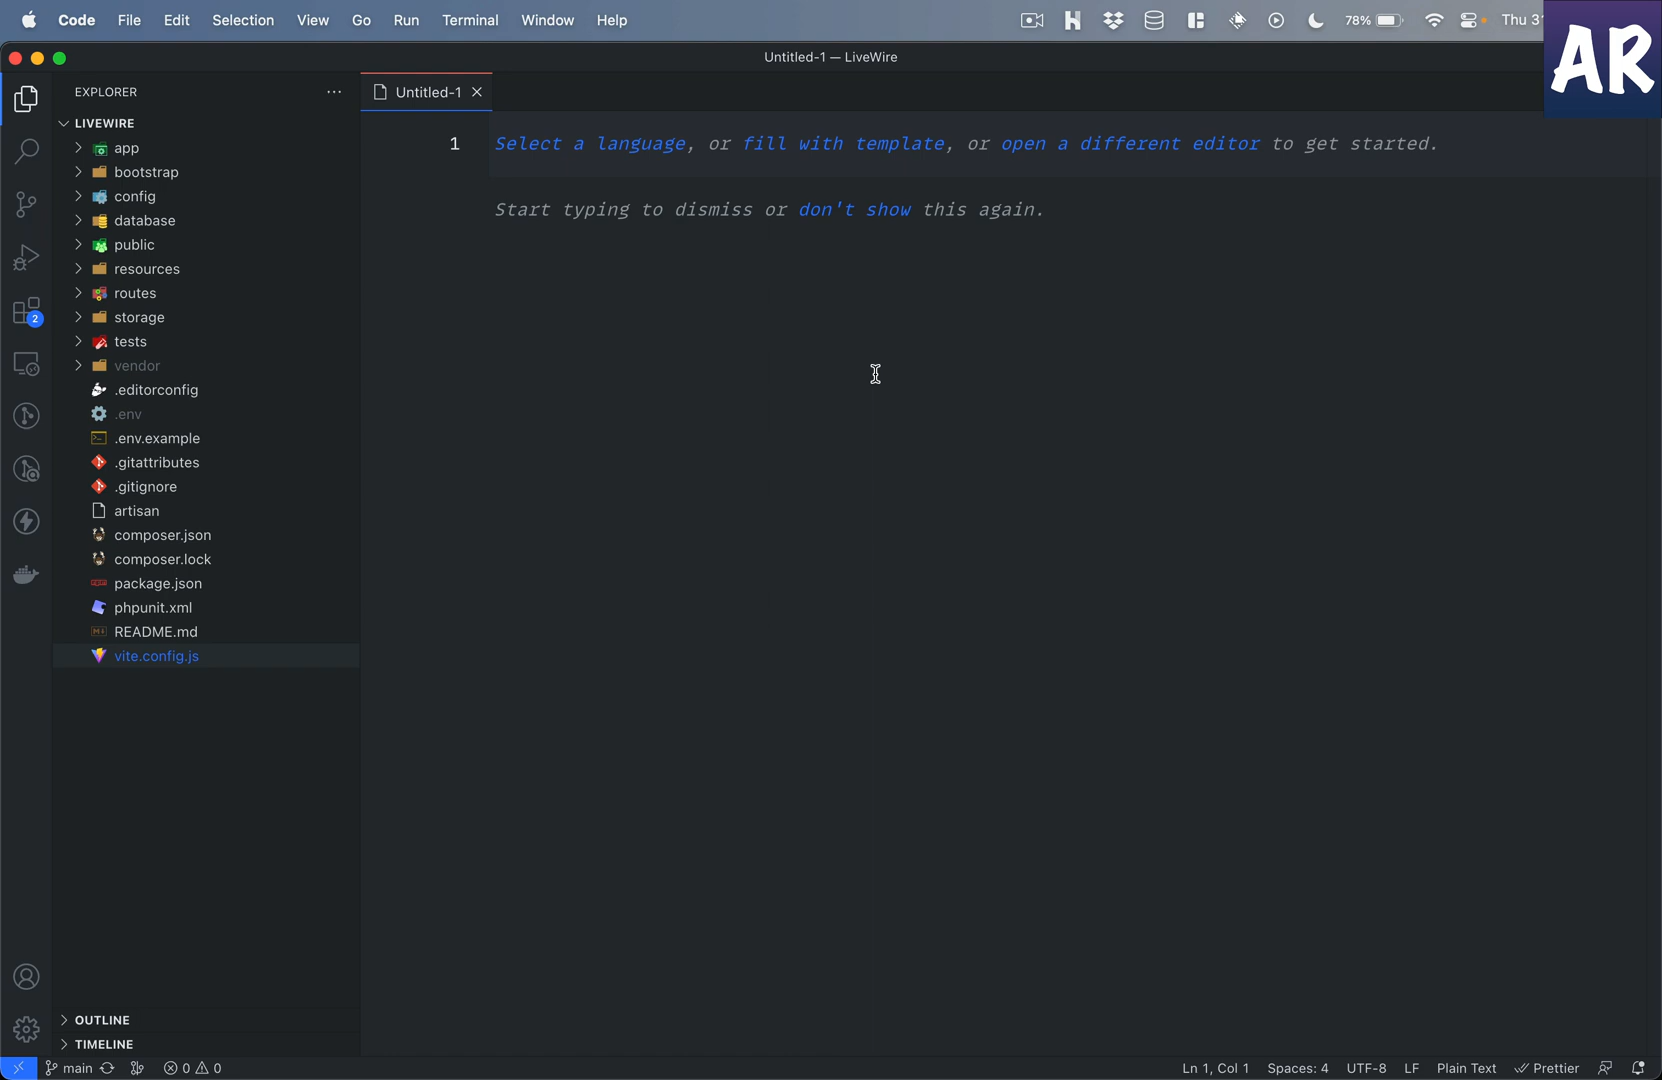 Code File Edit Selection View Go Run Terminal Window Help 78% Thu 3
AR
Untitled-1 — LiveWire
EXPLORER
Untitled-1
LIVEWIRE
app
bootstrap
config
database
public
resources
routes
storage
tests
vendor
.editorconfig
.env
.env.example
.gitattributes
.gitignore
artisan
composer.json
composer.lock
package.json
phpunit.xml
README.md
vite.config.js
1 Select a language, or fill with template, or open a different editor to get started.
Start typing to dismiss or don't show this again.
2
OUTLINE
TIMELINE
main 0 0 Ln 1, Col 1 Spaces: 4 UTF-8 LF Plain Text Prettier